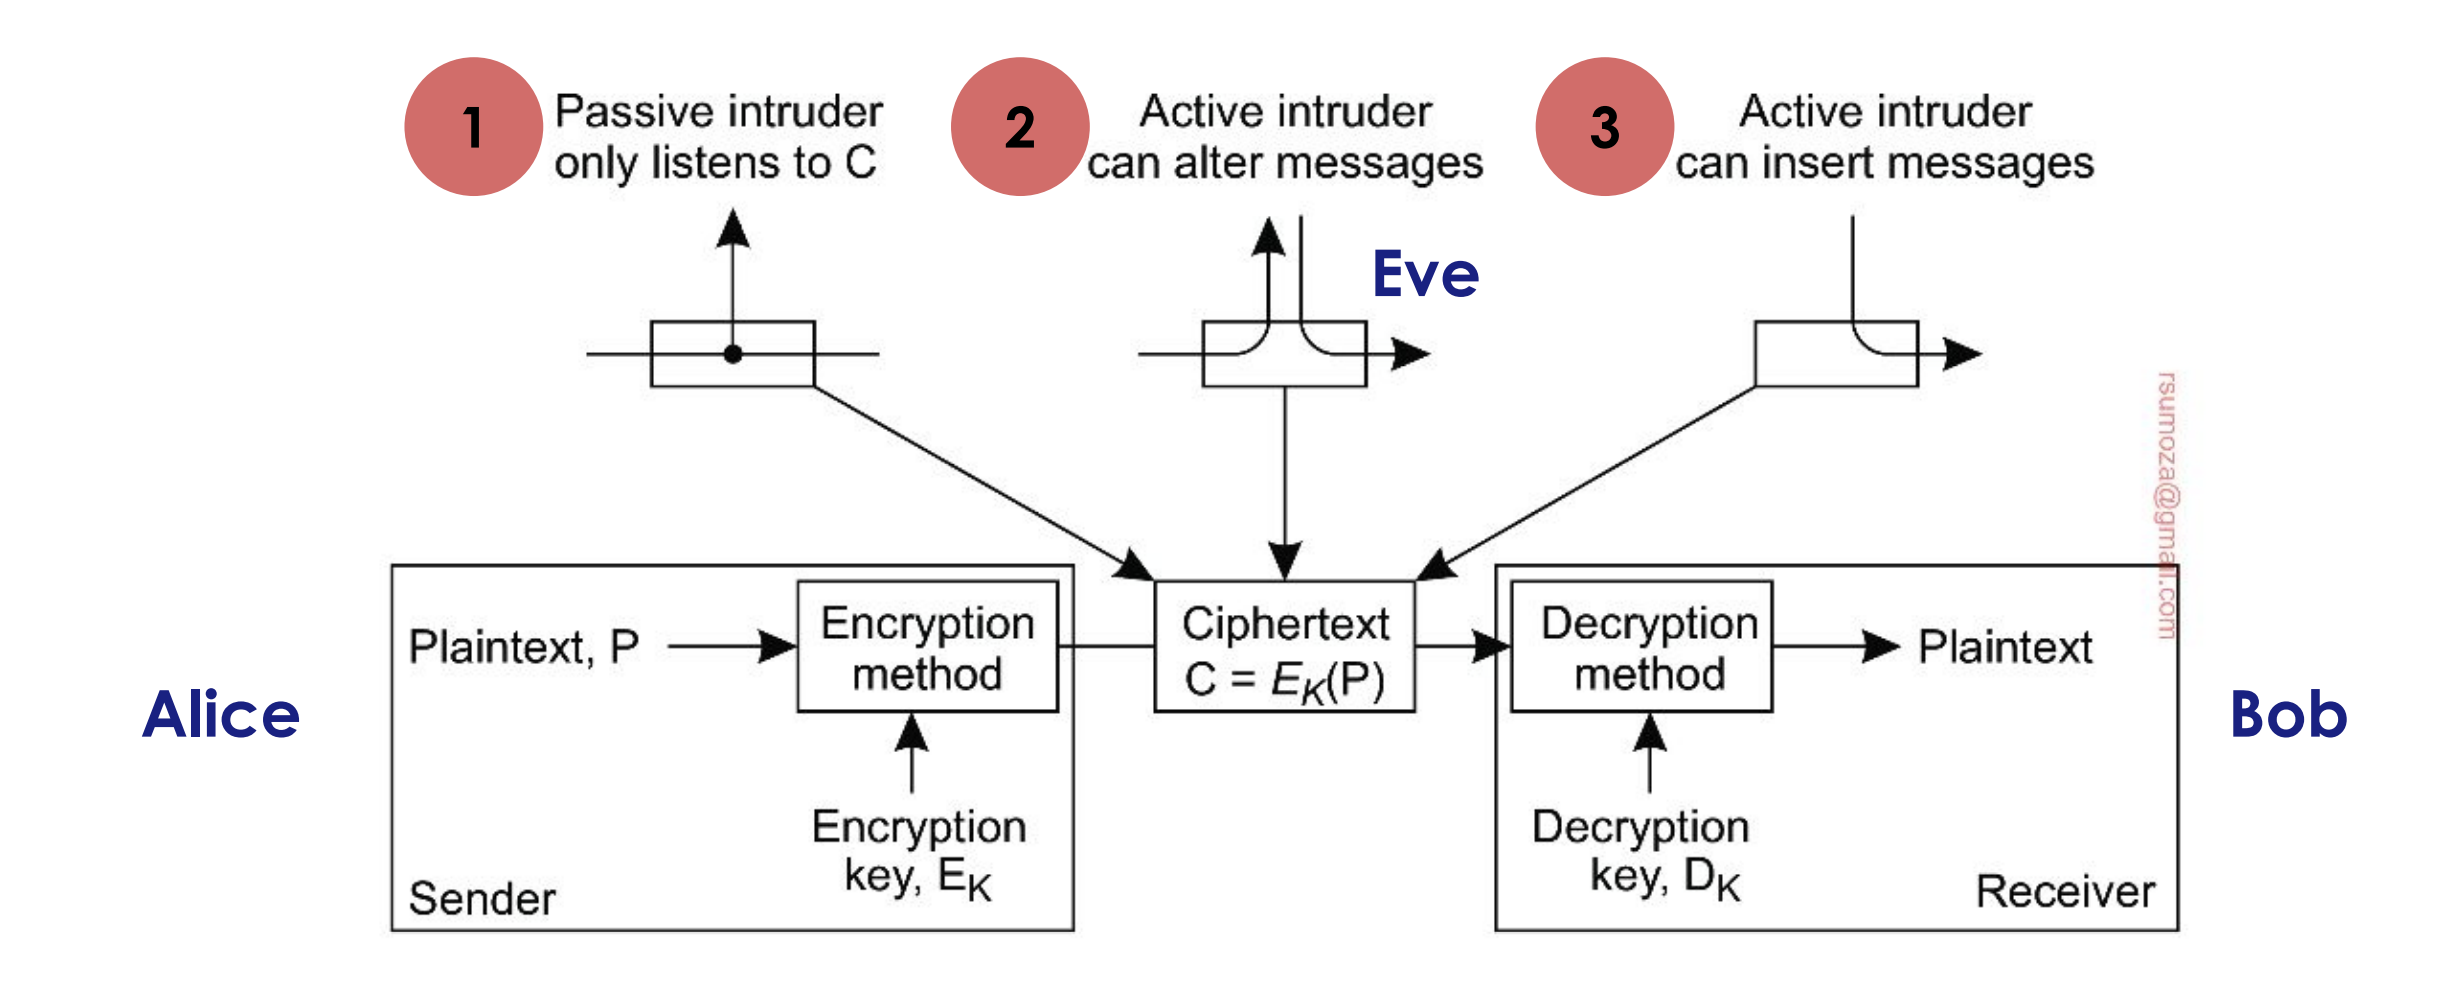 1
Passive intruder
only listens to C
2
Active intruder
can alter messages
3
Active intruder
can insert messages
Eve
rsumoza@gmail.com
Alice
Plaintext, P
Encryption
method
Encryption
key, E_K
Sender
Ciphertext
C = E_K(P)
Decryption
method
Plaintext
Decryption
key, D_K
Receiver
Bob